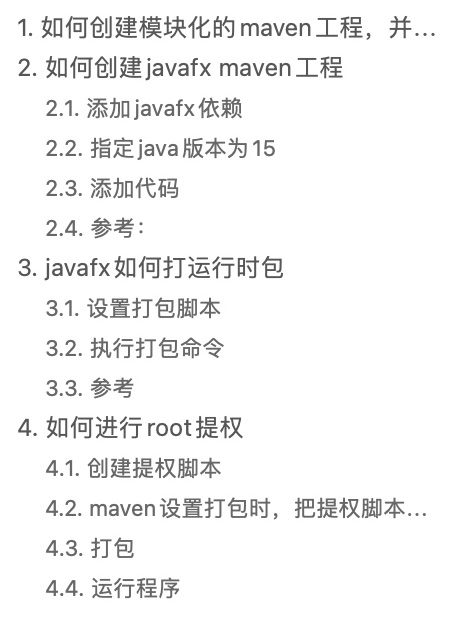 1. 如何创建模块化的maven工程，并...
2. 如何创建javafx maven工程
2.1. 添加javafx依赖
2.2. 指定java版本为15
2.3. 添加代码
2.4. 参考：
3. javafx如何打运行时包
3.1. 设置打包脚本
3.2. 执行打包命令
3.3. 参考
4. 如何进行root提权
4.1. 创建提权脚本
4.2. maven设置打包时，把提权脚本...
4.3. 打包
4.4. 运行程序